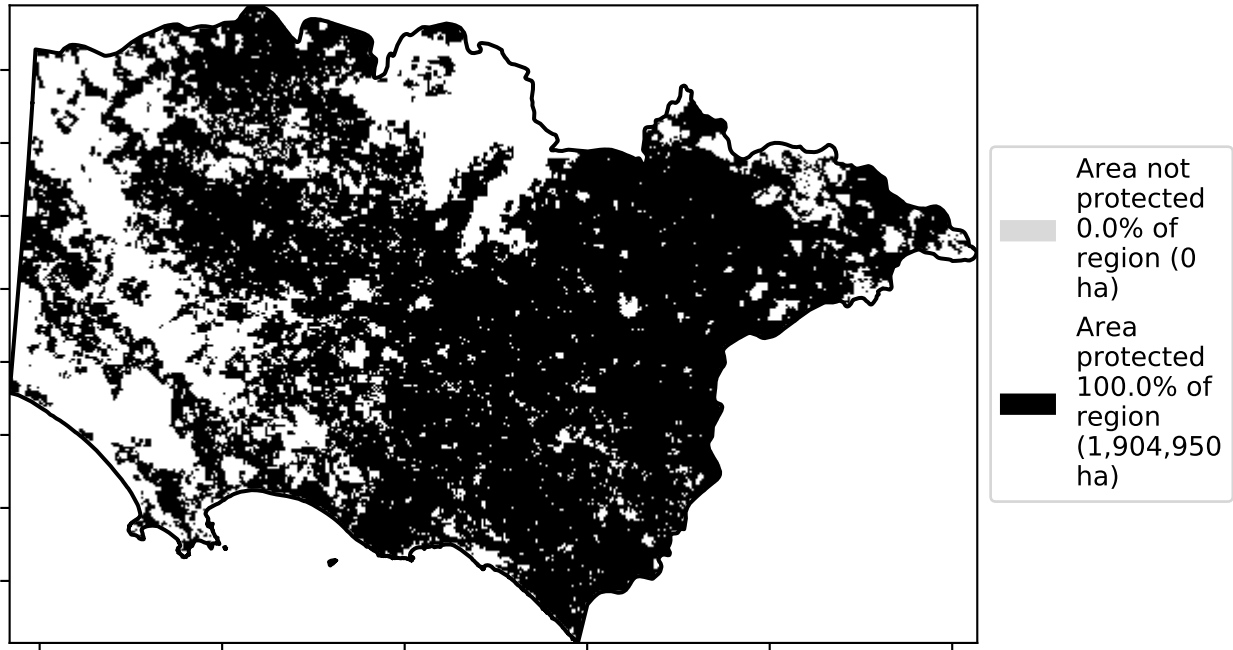 Area not
protected
0.0% of
region (0
ha)
Area
protected
100.0% of
region
(1,904,950
ha)